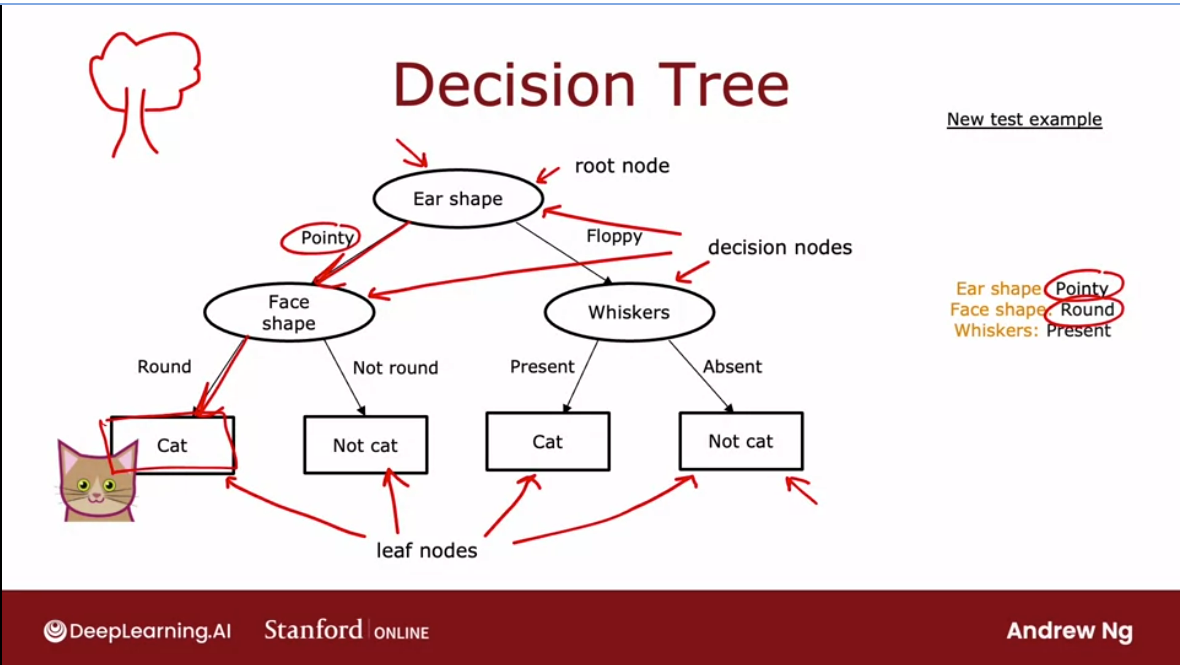 Decision Tree
New test example
root node
Ear shape
Pointy
Floppy
decision nodes
Face
shape
Whiskers
Ear shape: Pointy
Face shape: Round
Whiskers: Present
Round
Not round
Present
Absent
Cat
Not cat
Cat
Not cat
leaf nodes
DeepLearning.AI
Stanford ONLINE
Andrew Ng